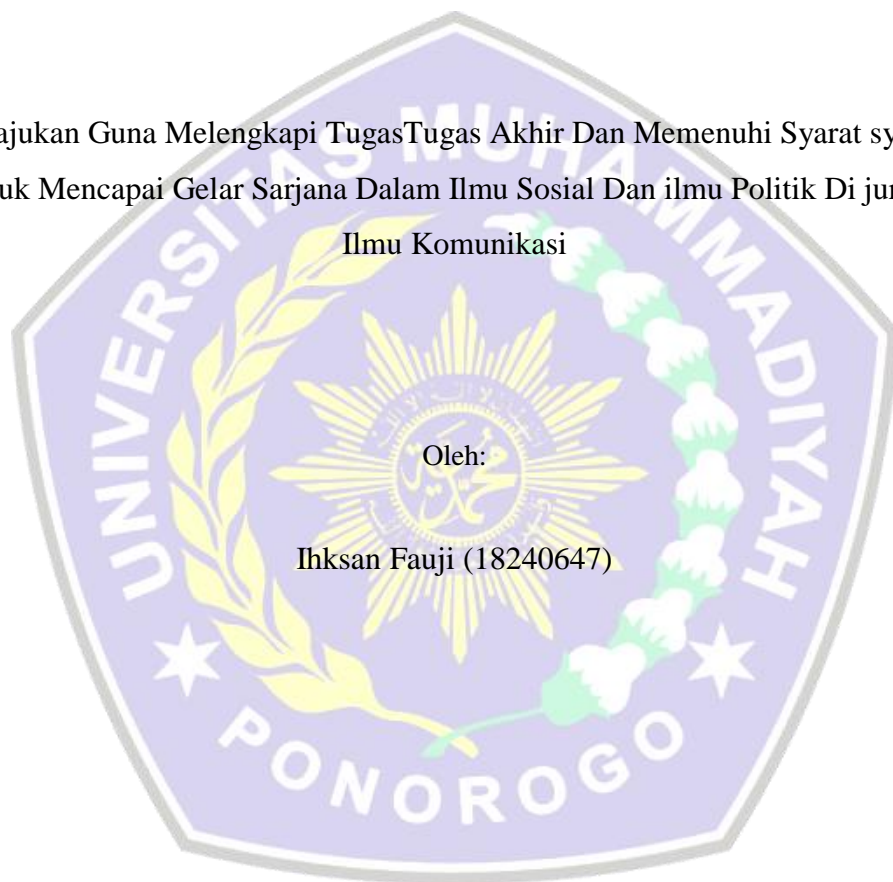 ajukan Guna Melengkapi TugasTugas Akhir Dan Memenuhi Syarat sy
uk Mencapai Gelar Sarjana Dalam Ilmu Sosial Dan ilmu Politik Di jur
Ilmu Komunikasi
UNIVERSITAS MUHAMMADIYAH
Oleh:
Ihksan Fauji (18240647)
PONOROGO